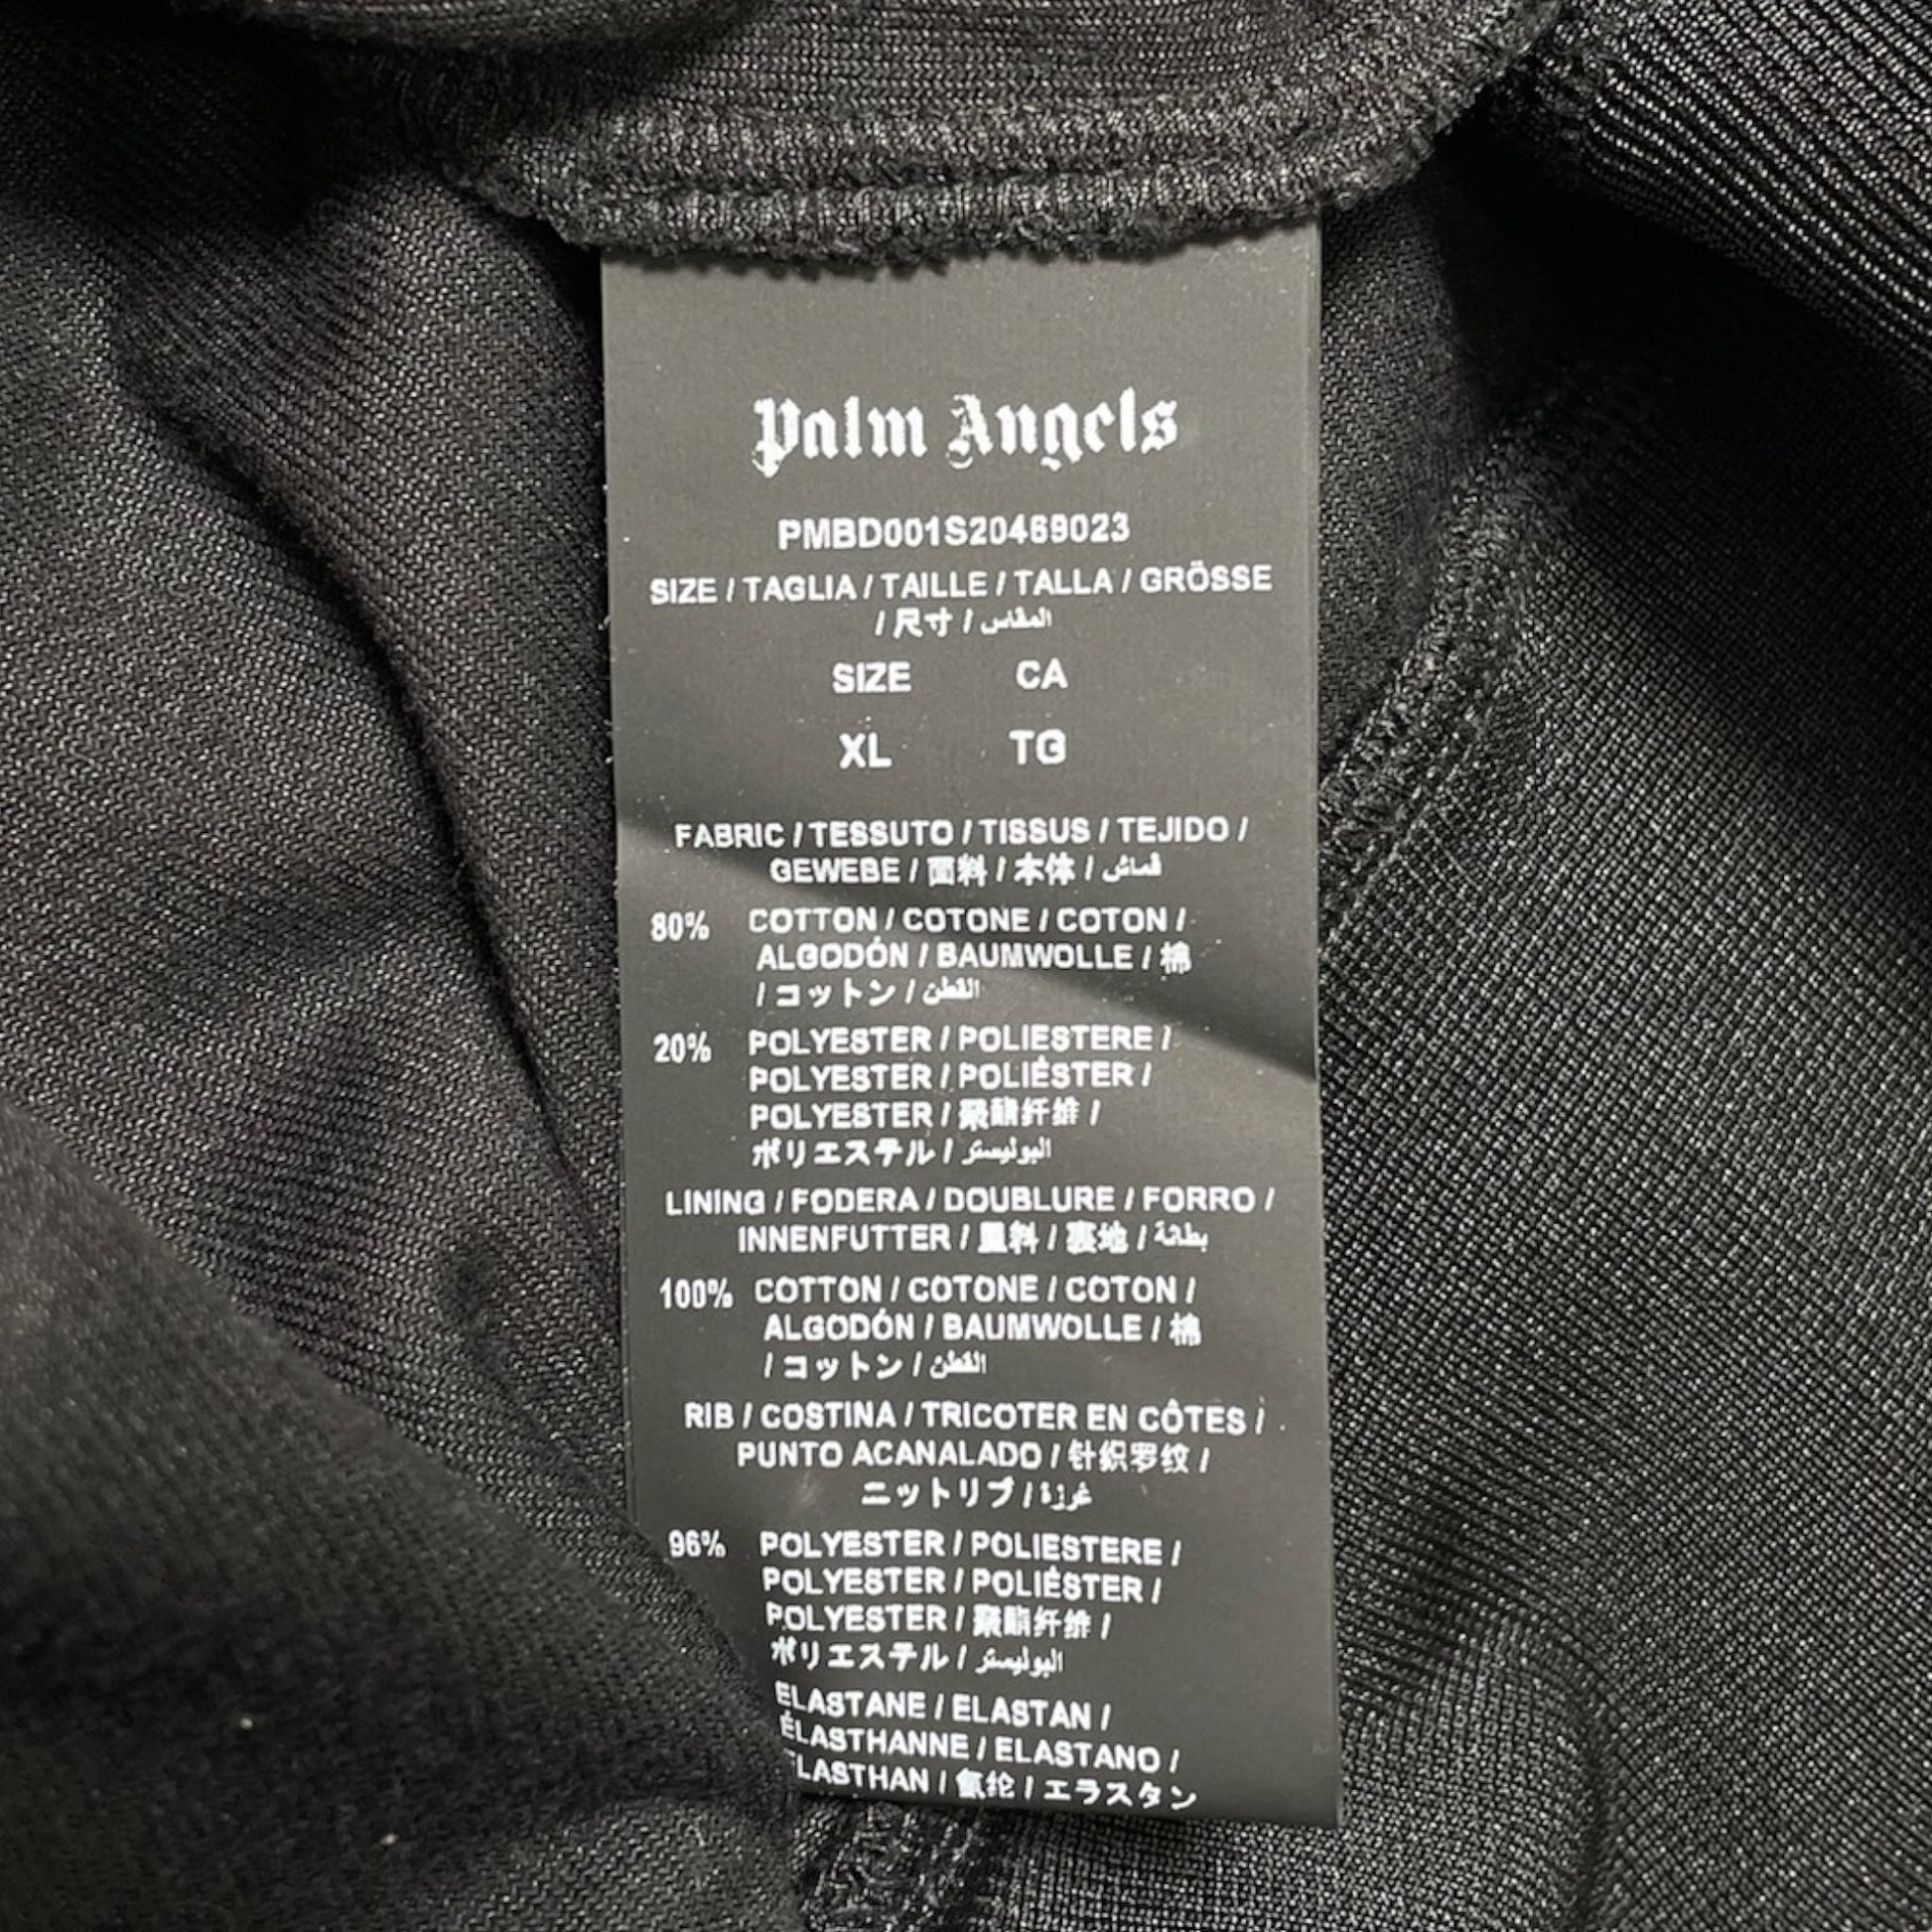 Palm Angels
PMBD001S20469023
SIZE / TAGLIA / TAILLE / TALLA / GRÖSSE
/ 尺寸 / المقاس
SIZE CA
XL TG
FABRIC / TESSUTO / TISSUS / TEJIDO /
GEWEBE / 面料 / 本体 / قماش
80% COTTON / COTONE / COTON /
ALGODÓN / BAUMWOLLE / 棉
/ コットン / القطن
20% POLYESTER / POLIESTERE /
POLYESTER / POLIÉSTER /
POLYESTER / 聚酯纤维 /
ポリエステル / البوليستر
LINING / FODERA / DOUBLURE / FORRO /
INNENFUTTER / 里料 / 裏地 / بطانة
100% COTTON / COTONE / COTON /
ALGODÓN / BAUMWOLLE / 棉
/ コットン / القطن
RIB / COSTINA / TRICOTER EN CÔTES /
PUNTO ACANALADO / 针织罗纹 /
ニットリブ / غرزة
96% POLYESTER / POLIESTERE /
POLYESTER / POLIÉSTER /
POLYESTER / 聚酯纤维 /
ポリエステル / البوليستر
ELASTANE / ELASTAN /
ÉLASTHANNE / ELASTANO /
ELASTHAN / 氨纶 / エラスタン